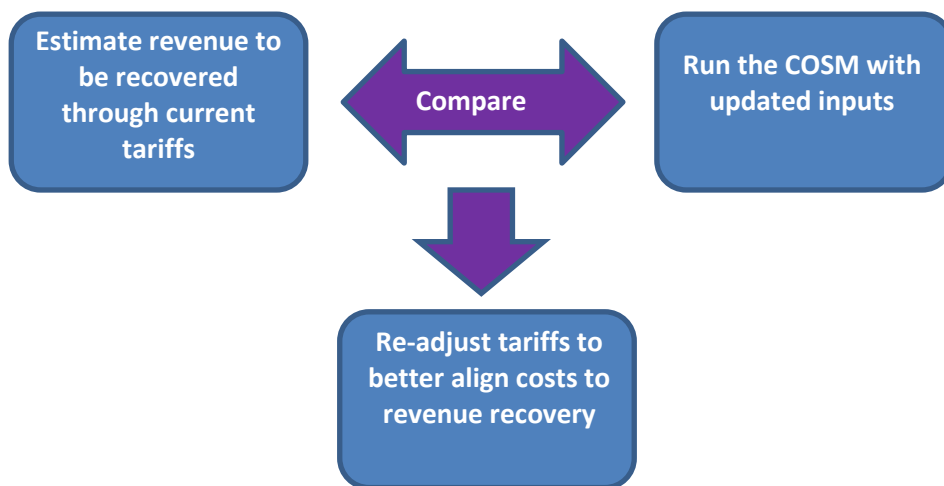 Estimate revenue to
be recovered
through current
tariffs
Compare
Run the COSM with
updated inputs
Re-adjust tariffs to
better align costs to
revenue recovery